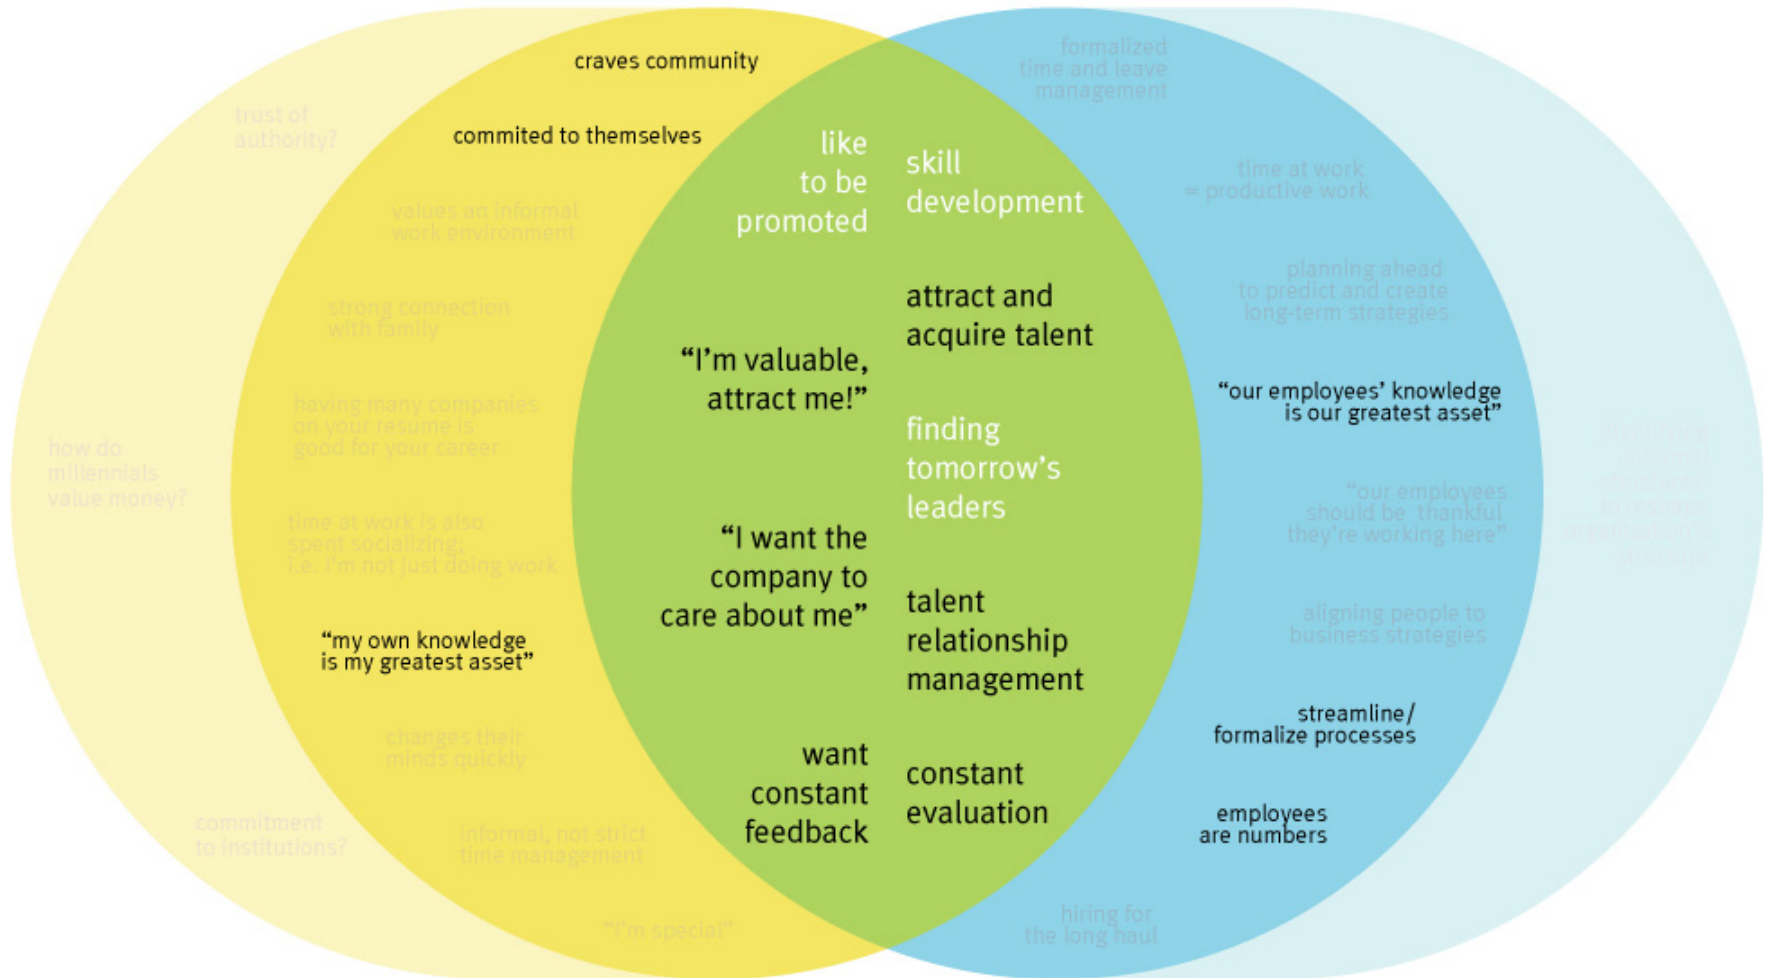 trust of
authority?
how do
millennials
value money?
commitment
to institutions?
craves community
commited to themselves
values an informal
work environment
strong connection
with family
having many companies
on your resume is
good for your career
time at work is also
spent socializing;
i.e. I'm not just doing work
“my own knowledge
is my greatest asset”
changes their
minds quickly
informal, not strict
time management
“I'm special”
like
to be
promoted
“I'm valuable,
attract me!”
“I want the
company to
care about me”
want
constant
feedback
skill
development
attract and
acquire talent
finding
tomorrow's
leaders
talent
relationship
management
constant
evaluation
formalized
time and leave
management
time at work
= productive work
planning ahead
to predict and create
long-term strategies
“our employees' knowledge
is our greatest asset”
“our employees
should be thankful
they're working here”
aligning people to
business strategies
streamline/
formalize processes
employees
are numbers
hiring for
the long haul
identifying
informal
structures
to reshape
organization's
structure